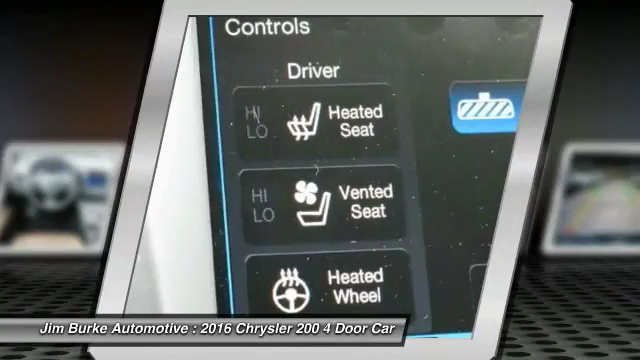 Controls
Driver
HI
LO
Heated
Seat
HI
LO
Vented
Seat
Heated
Wheel
Jim Burke Automotive : 2016 Chrysler 200 4 Door Car